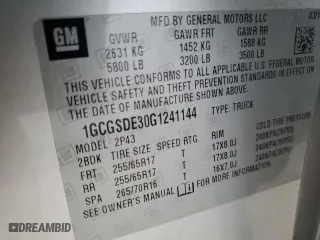 GM
MFD BY GENERAL MOTORS LLC
GVWR GAWR FRT GAWR RR
2631 KG 1452 KG 1588 KG
5800 LB 3200 LB 3500 LB
THIS VEHICLE CONFORMS TO ALL APPLICABLE U.S. FEDERAL MOTOR
VEHICLE SAFETY AND THEFT PREVENTION STANDARDS IN EFFECT
ON THE DATE OF MANUFACTURE SHOWN ABOVE.
1GCGSDE30G1241144 TYPE: TRUCK
MODEL: 2P43
2BDK TIRE SIZE SPEED RTG RIM COLD TIRE
FRT 255/65R17 T 17X8.0J
RR 255/65R17 T 17X8.0J
SPA 265/70R16 T 16X7.0J
SEE OWNER'S MANUAL FOR ADDITIONAL
DREAMBID